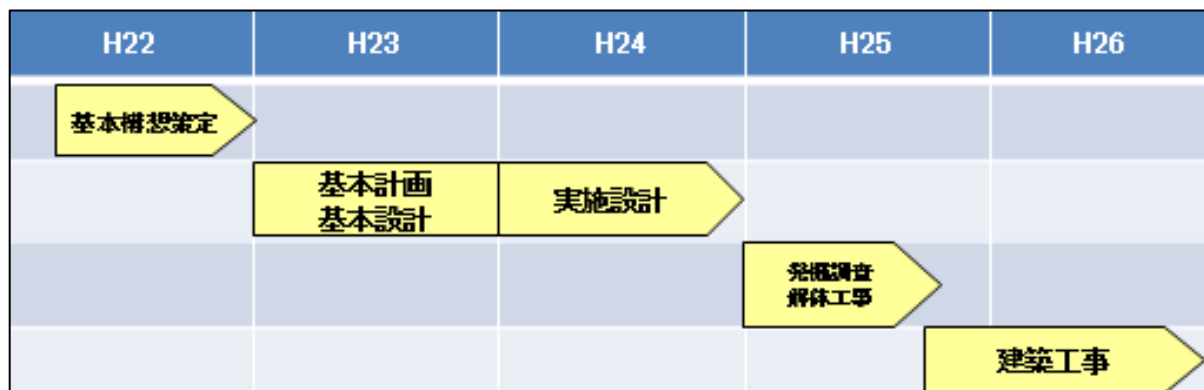 H22 H23 H24 H25 H26
基本構想策定
基本計画
基本設計
実施設計
発掘調査
解体工事
建築工事